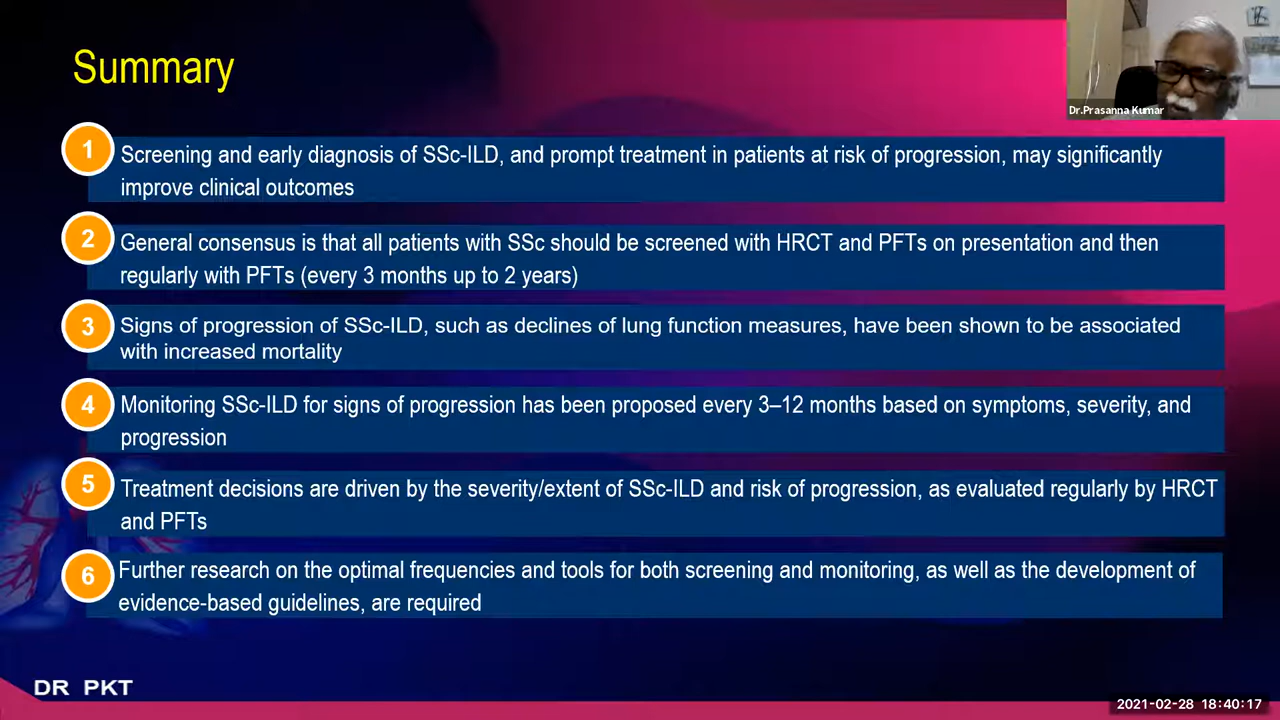 Summary
Dr.Prasanna Kumar
1
Screening and early diagnosis of SSc-ILD, and prompt treatment in patients at risk of progression, may significantly
improve clinical outcomes
2
General consensus is that all patients with SSc should be screened with HRCT and PFTs on presentation and then
regularly with PFTs (every 3 months up to 2 years)
3
Signs of progression of SSc-ILD, such as declines of lung function measures, have been shown to be associated
with increased mortality
4
Monitoring SSc-ILD for signs of progression has been proposed every 3–12 months based on symptoms, severity, and
progression
5
Treatment decisions are driven by the severity/extent of SSc-ILD and risk of progression, as evaluated regularly by HRCT
and PFTs
6
Further research on the optimal frequencies and tools for both screening and monitoring, as well as the development of
evidence-based guidelines, are required
DR PKT
2021-02-28 18:40:17